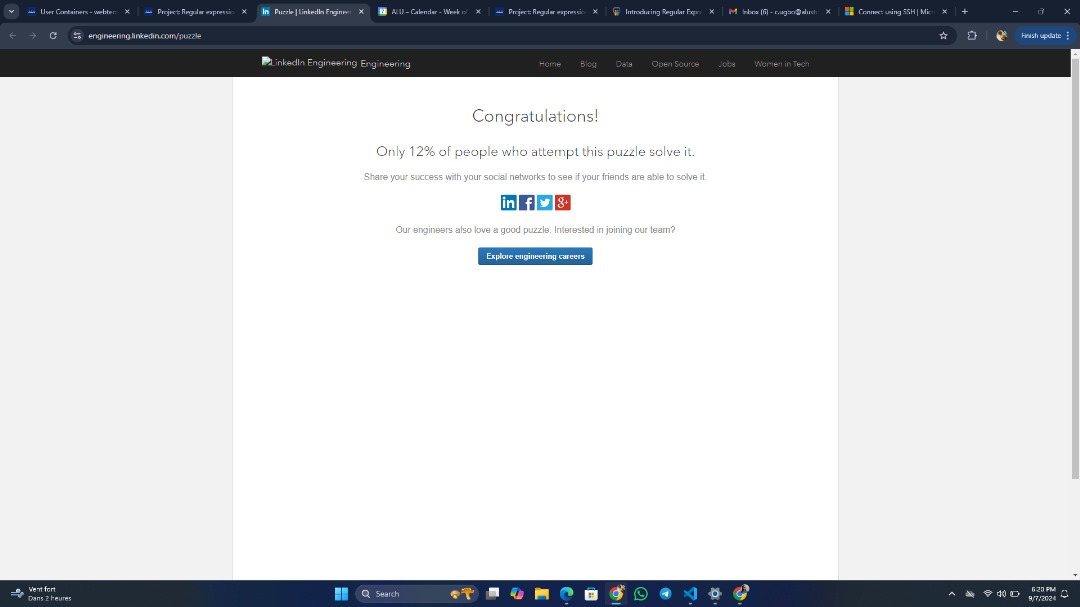 User Containers - webterm
Project: Regular expressio
Puzzle | LinkedIn Engineeri
ALU - Calendar - Week of
Project: Regular expressio
Introducing Regular Expr
Inbox (6) - c.ugbo@alust
Connect using SSH | Micr
engineering.linkedin.com/puzzle
Finish update
LinkedIn Engineering Engineering
Home Blog Data Open Source Jobs Women in Tech
Congratulations!
Only 12% of people who attempt this puzzle solve it.
Share your success with your social networks to see if your friends are able to solve it.
in f g+
Our engineers also love a good puzzle. Interested in joining our team?
Explore engineering careers
Vent fort
Dans 2 heures
Search
6:20 PM
9/7/2024